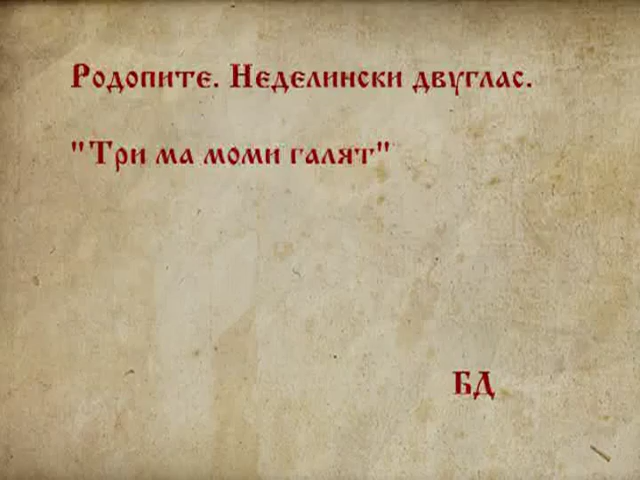 Родопите. Неделински двуглас.
"Три ма моми галят"
БД